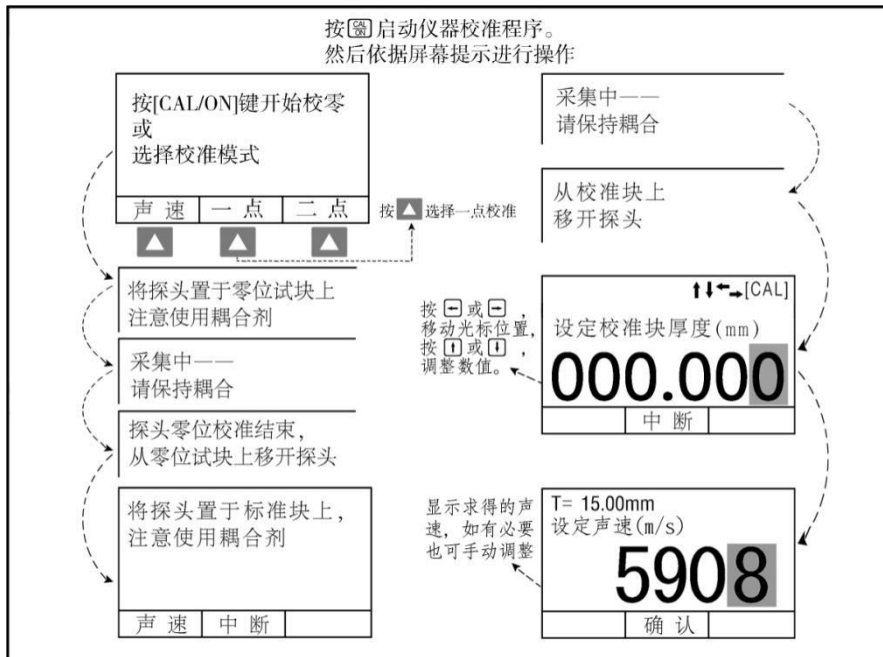 按CAL ON启动仪器校准程序。
然后依据屏幕提示进行操作
按[CAL/ON]键开始校零
或
选择校准模式
声速 一点 二点
按▲选择一点校准
将探头置于零位试块上
注意使用耦合剂
采集中——
请保持耦合
探头零位校准结束，
从零位试块上移开探头
将探头置于标准块上，
注意使用耦合剂
声速 中断
采集中——
请保持耦合
从校准块上
移开探头
按←或→，
移动光标位置，
按↑或↓，
调整数值。
↑↓←→[CAL]
设定校准块厚度(mm)
000.000
中断
显示求得的声
速，如有必要
也可手动调整
T= 15.00mm
设定声速(m/s)
5908
确认